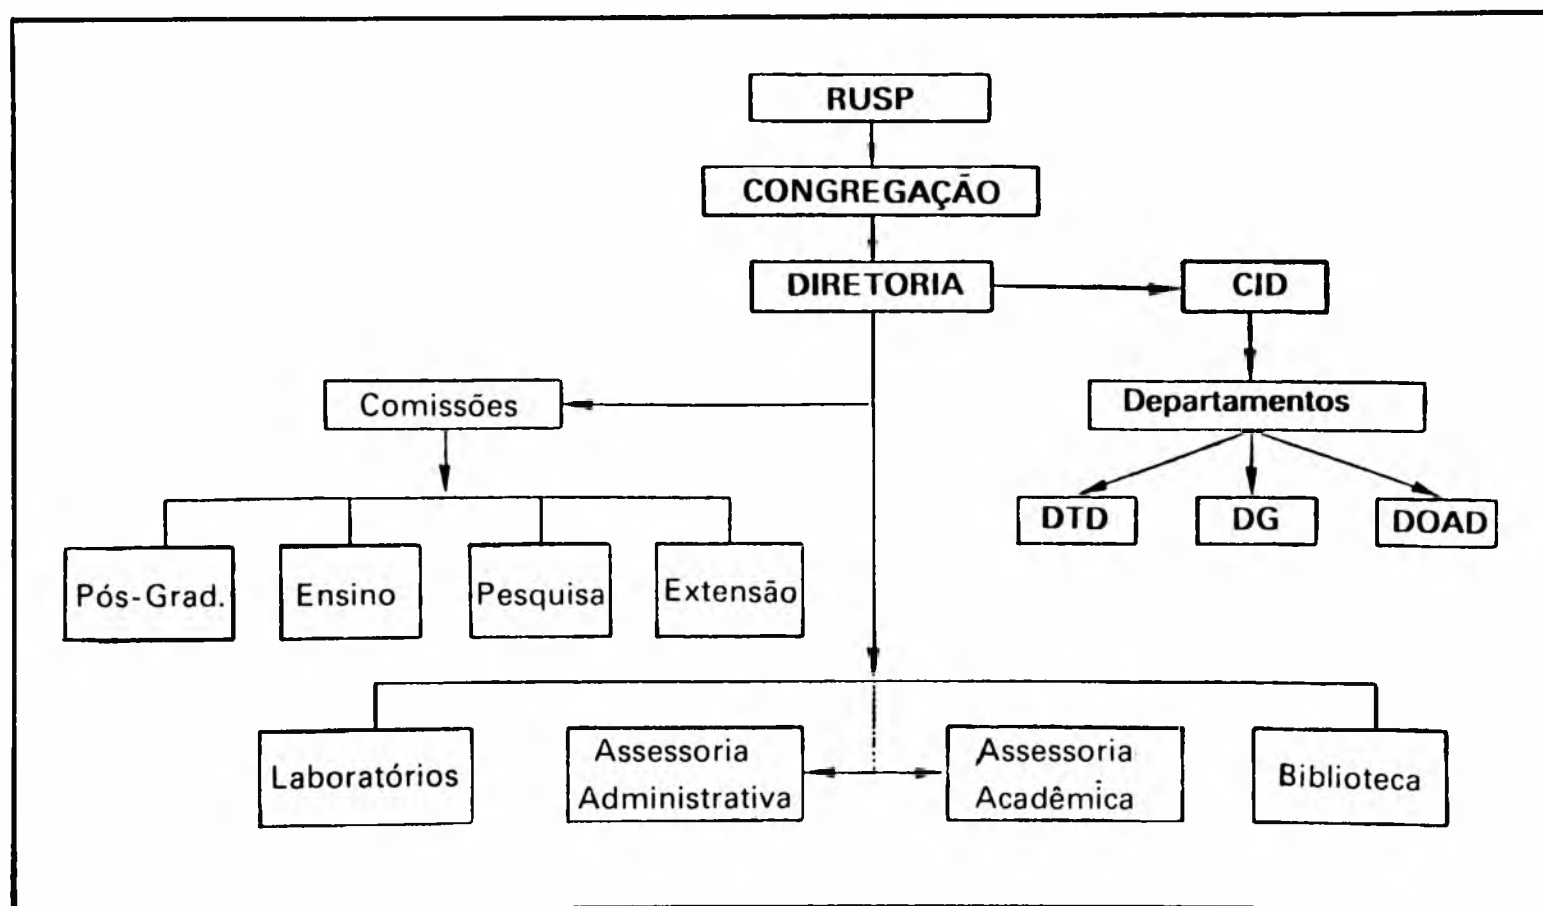 RUSP
CONGREGAÇÃO
DIRETORIA
CID
Comissões
Departamentos
DTD
DG
DOAD
Pós-Grad.
Ensino
Pesquisa
Extensão
Laboratórios
Assessoria
Administrativa
Assessoria
Acadêmica
Biblioteca